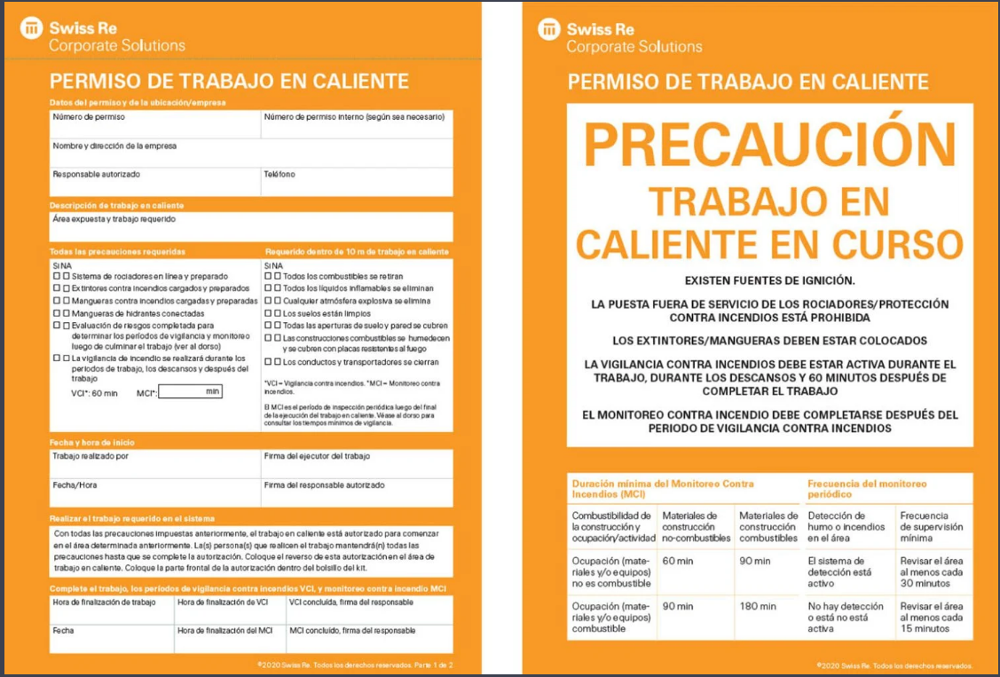 Swiss Re
Corporate Solutions
PERMISO DE TRABAJO EN CALIENTE
Datos del permiso y de la ubicación/empresa
Número de permiso
Número de permiso interno (según sea necesario)
Nombre y dirección de la empresa
Responsable autorizado
Teléfono
Descripción de trabajo en caliente
Área expuesta y trabajo requerido
Todas las precauciones requeridas
SI NA
Sistema de rociadores en línea y preparado
Extintores contra incendios cargados y preparados
Mangueras contra incendios cargadas y preparadas
Mangueras de hidrantes conectadas
Evaluación de riesgos completada para
determinar los períodos de vigilancia y monitoreo
luego de culminar el trabajo (ver al dorso)
La vigilancia de incendio se realizará durante los
períodos de trabajo, los descansos y después del
trabajo
VCI*: 60 min MCI*: min
Requerido dentro de 10 m de trabajo en caliente
SI NA
Todos los combustibles se retiran
Todos los líquidos inflamables se eliminan
Cualquier atmósfera explosiva se elimina
Los suelos están limpios
Todas las aperturas de suelo y pared se cubren
Las construcciones combustibles se humedecen
y se cubren con placas resistentes al fuego
Los conductos y transportadores se cierran
*VCI = Vigilancia contra incendios. *MCI = Monitoreo contra
incendios.
El MCI es el período de inspección periódica luego del final
de la ejecución del trabajo en caliente. Véase al dorso para
consultar los tiempos mínimos de vigilancia.
Fecha y hora de inicio
Trabajo realizado por
Firma del ejecutor del trabajo
Fecha/Hora
Firma del responsable autorizado
Realizar el trabajo requerido en el sistema
Con todas las precauciones impuestas anteriormente, el trabajo en caliente está autorizado para comenzar
en el área determinada anteriormente. La(s) persona(s) que realicen el trabajo mantendrá(n) todas las
precauciones hasta que se complete la autorización. Coloque el reverso de esta autorización en el área de
trabajo en caliente. Coloque la parte frontal de la autorización dentro del bolsillo del kit.
Complete el trabajo, los períodos de vigilancia contra incendios VCI, y monitoreo contra incendio MCI
Hora de finalización de trabajo
Hora de finalización de VCI
VCI concluída, firma del responsable
Fecha
Hora de finalización del MCI
MCI concluído, firma del responsable
©2020 Swiss Re. Todos los derechos reservados. Parte 1 de 2
Swiss Re
Corporate Solutions
PERMISO DE TRABAJO EN CALIENTE
PRECAUCIÓN
TRABAJO EN
CALIENTE EN CURSO
EXISTEN FUENTES DE IGNICIÓN.
LA PUESTA FUERA DE SERVICIO DE LOS ROCIADORES/PROTECCIÓN
CONTRA INCENDIOS ESTÁ PROHIBIDA
LOS EXTINTORES/MANGUERAS DEBEN ESTAR COLOCADOS
LA VIGILANCIA CONTRA INCENDIOS DEBE ESTAR ACTIVA DURANTE EL
TRABAJO, DURANTE LOS DESCANSOS Y 60 MINUTOS DESPUÉS DE
COMPLETAR EL TRABAJO
EL MONITOREO CONTRA INCENDIO DEBE COMPLETARSE DESPUÉS DEL
PERIODO DE VIGILANCIA CONTRA INCENDIOS
Duración mínima del Monitoreo Contra
Incendios (MCI)
Frecuencia del monitoreo
periódico
Combustibilidad de
la construcción y
ocupación/actividad
Materiales de
construcción
no-combustibles
Materiales de
construcción
combustibles
Detección de
humo o incendios
en el área
Frecuencia
de supervisión
mínima
Ocupación (mate-
riales y/o equipos)
no es combustible
60 min
90 min
El sistema de
detección está
activo
Revisar el área
al menos cada
30 minutos
Ocupación (mate-
riales y/o equipos)
combustible
90 min
180 min
No hay detección
o está no está
activa
Revisar el área
al menos cada
15 minutos
©2020 Swiss Re. Todos los derechos reservados.